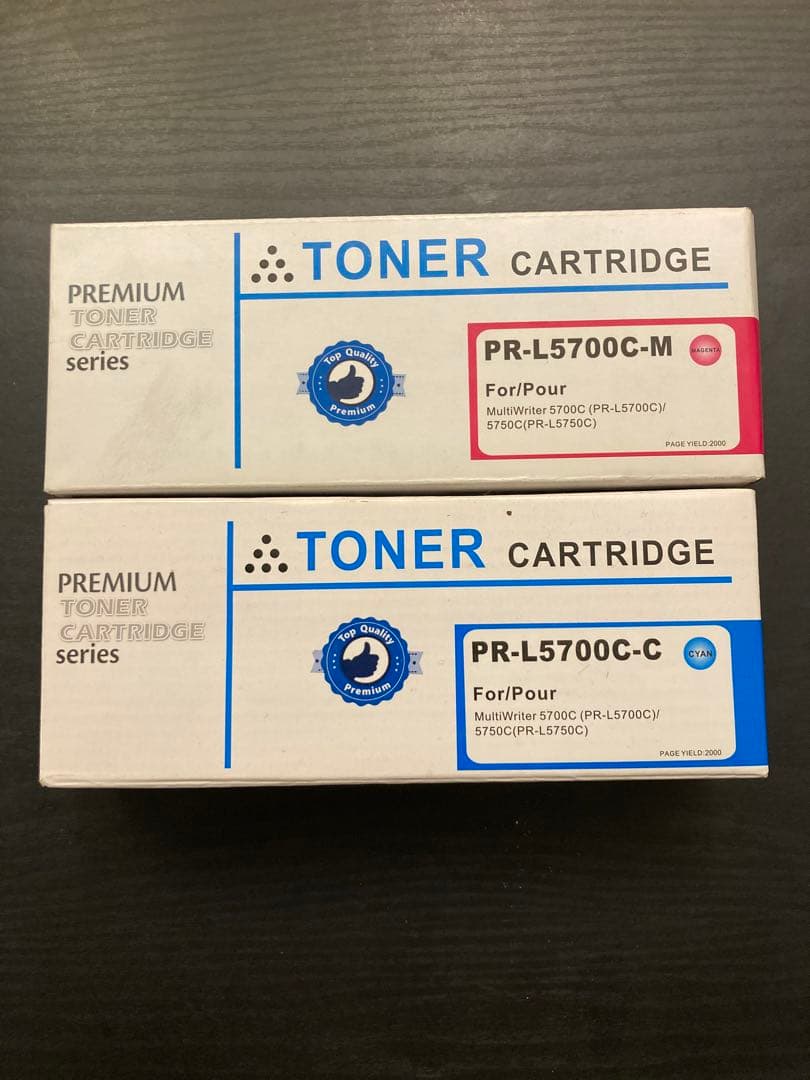 PREMIUM
TONER
CARTRIDGE
series
TONER CARTRIDGE
Top Quality
Premium
PR-L5700C-M
MAGENTA
For/Pour
MultiWriter 5700C (PR-L5700C)/
5750C(PR-L5750C)
PAGE YIELD:2000
PREMIUM
TONER
CARTRIDGE
series
TONER CARTRIDGE
Top Quality
Premium
PR-L5700C-C
CYAN
For/Pour
MultiWriter 5700C (PR-L5700C)/
5750C(PR-L5750C)
PAGE YIELD:2000